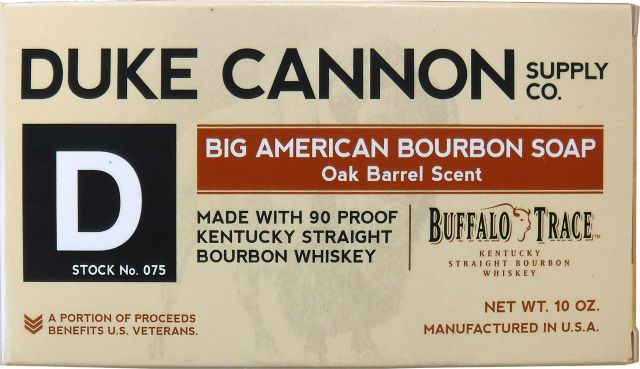 DUKE CANNON SUPPLY CO.
D
STOCK No. 075
BIG AMERICAN BOURBON SOAP
Oak Barrel Scent
MADE WITH 90 PROOF
KENTUCKY STRAIGHT
BOURBON WHISKEY
BUFFALO TRACE™
KENTUCKY
STRAIGHT BOURBON
WHISKEY
A PORTION OF PROCEEDS
BENEFITS U.S. VETERANS.
NET WT. 10 OZ.
MANUFACTURED IN U.S.A.